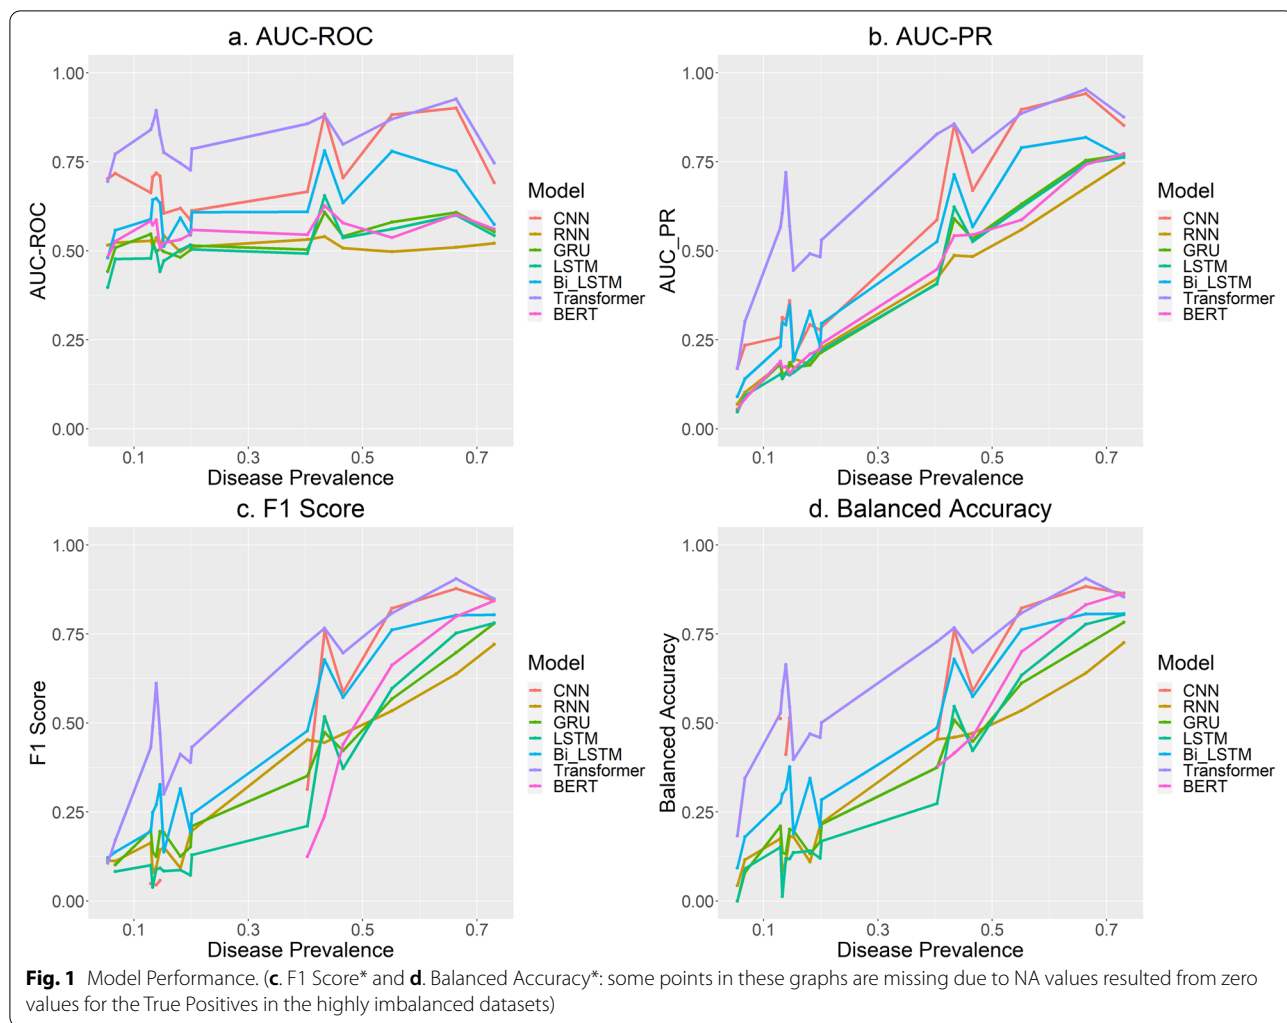 a. AUC-ROC
AUC-ROC
1.00
0.75
0.50
0.25
0.00
0.1 0.3 0.5 0.7
Disease Prevalence
Model
CNN
RNN
GRU
LSTM
Bi_LSTM
Transformer
BERT
b. AUC-PR
AUC_PR
1.00
0.75
0.50
0.25
0.00
0.1 0.3 0.5 0.7
Disease Prevalence
Model
CNN
RNN
GRU
LSTM
Bi_LSTM
Transformer
BERT
c. F1 Score
F1 Score
1.00
0.75
0.50
0.25
0.00
0.1 0.3 0.5 0.7
Disease Prevalence
Model
CNN
RNN
GRU
LSTM
Bi_LSTM
Transformer
BERT
d. Balanced Accuracy
Balanced Accuracy
1.00
0.75
0.50
0.25
0.00
0.1 0.3 0.5 0.7
Disease Prevalence
Model
CNN
RNN
GRU
LSTM
Bi_LSTM
Transformer
BERT
Fig. 1 Model Performance. (c. F1 Score* and d. Balanced Accuracy*: some points in these graphs are missing due to NA values resulted from zero
values for the True Positives in the highly imbalanced datasets)